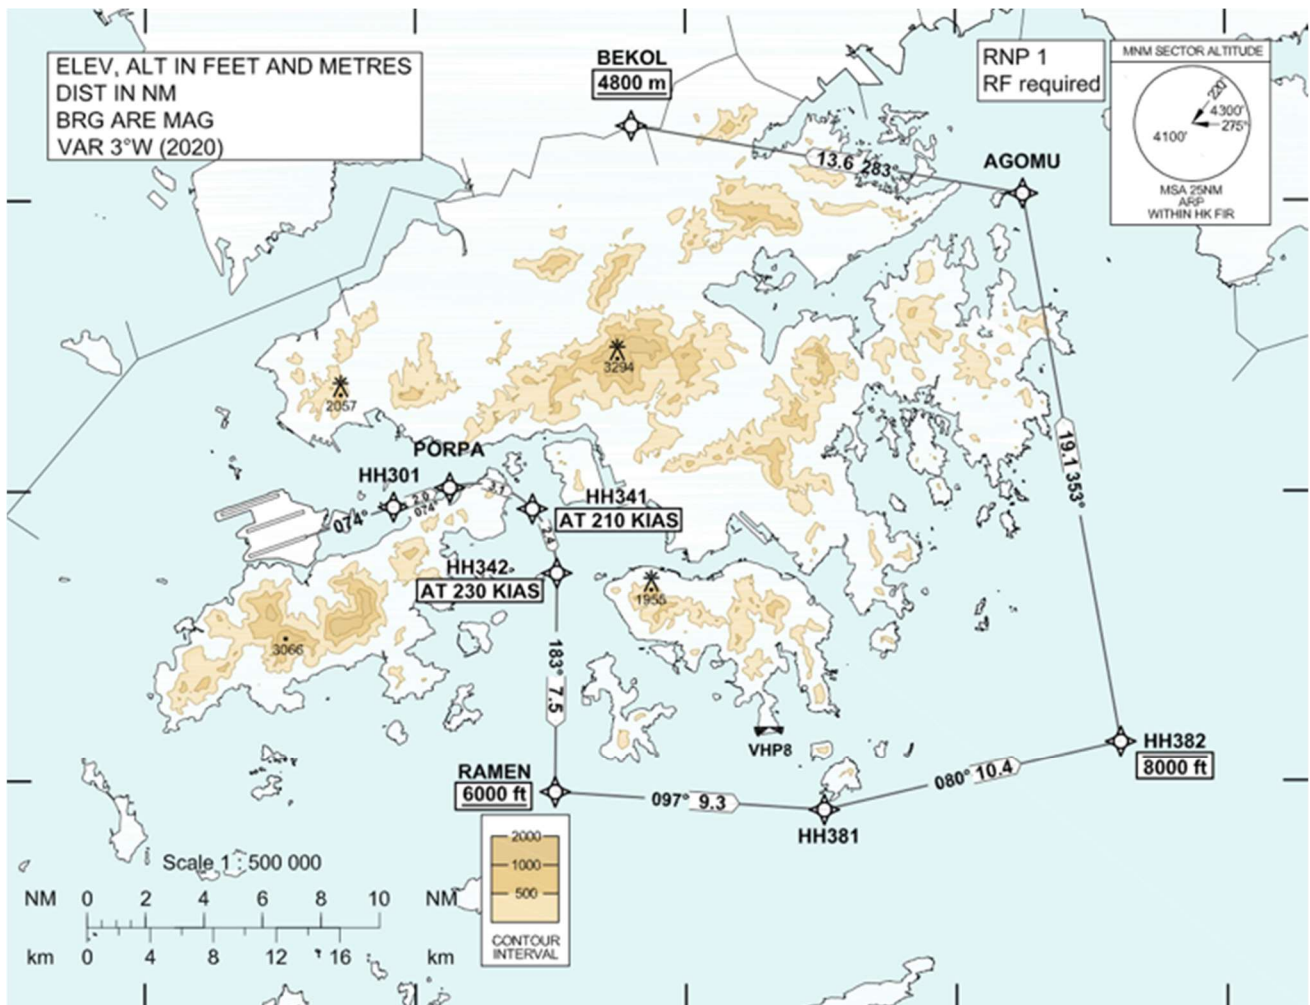 ELEV, ALT IN FEET AND METRES
DIST IN NM
BRG ARE MAG
VAR 3°W (2020)
BEKOL
4800 m
RNP 1
RF required
MNM SECTOR ALTITUDE
220°
4300'
275°
4100'
MSA 25NM
ARP
WITHIN HK FIR
AGOMU
13.6 283°
3294
2057
19.1 353°
PORPA
HH301
074°
2.0
074°
3.1
HH341
AT 210 KIAS
2.4
HH342
AT 230 KIAS
1955
3066
183° 7.5
VHP8
HH382
8000 ft
RAMEN
6000 ft
097° 9.3
080° 10.4
HH381
2000
1000
500
CONTOUR
INTERVAL
Scale 1 : 500 000
NM 0 2 4 6 8 10 NM
km 0 4 8 12 16 km